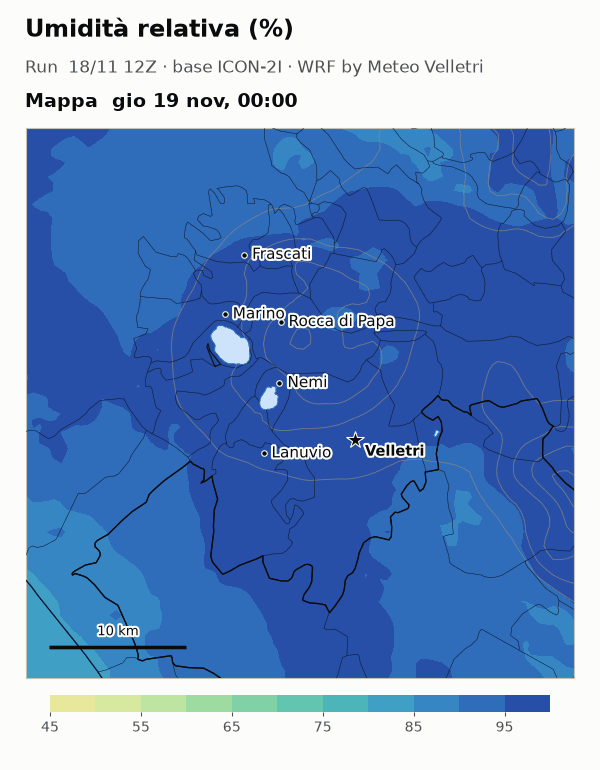 Umidità relativa (%)
Run  18/11 12Z · base ICON-2I · WRF by Meteo Velletri
Mappa  gio 19 nov, 00:00
Frascati
Marino
Rocca di Papa
Nemi
Velletri
Lanuvio
10 km
45 55 65 75 85 95